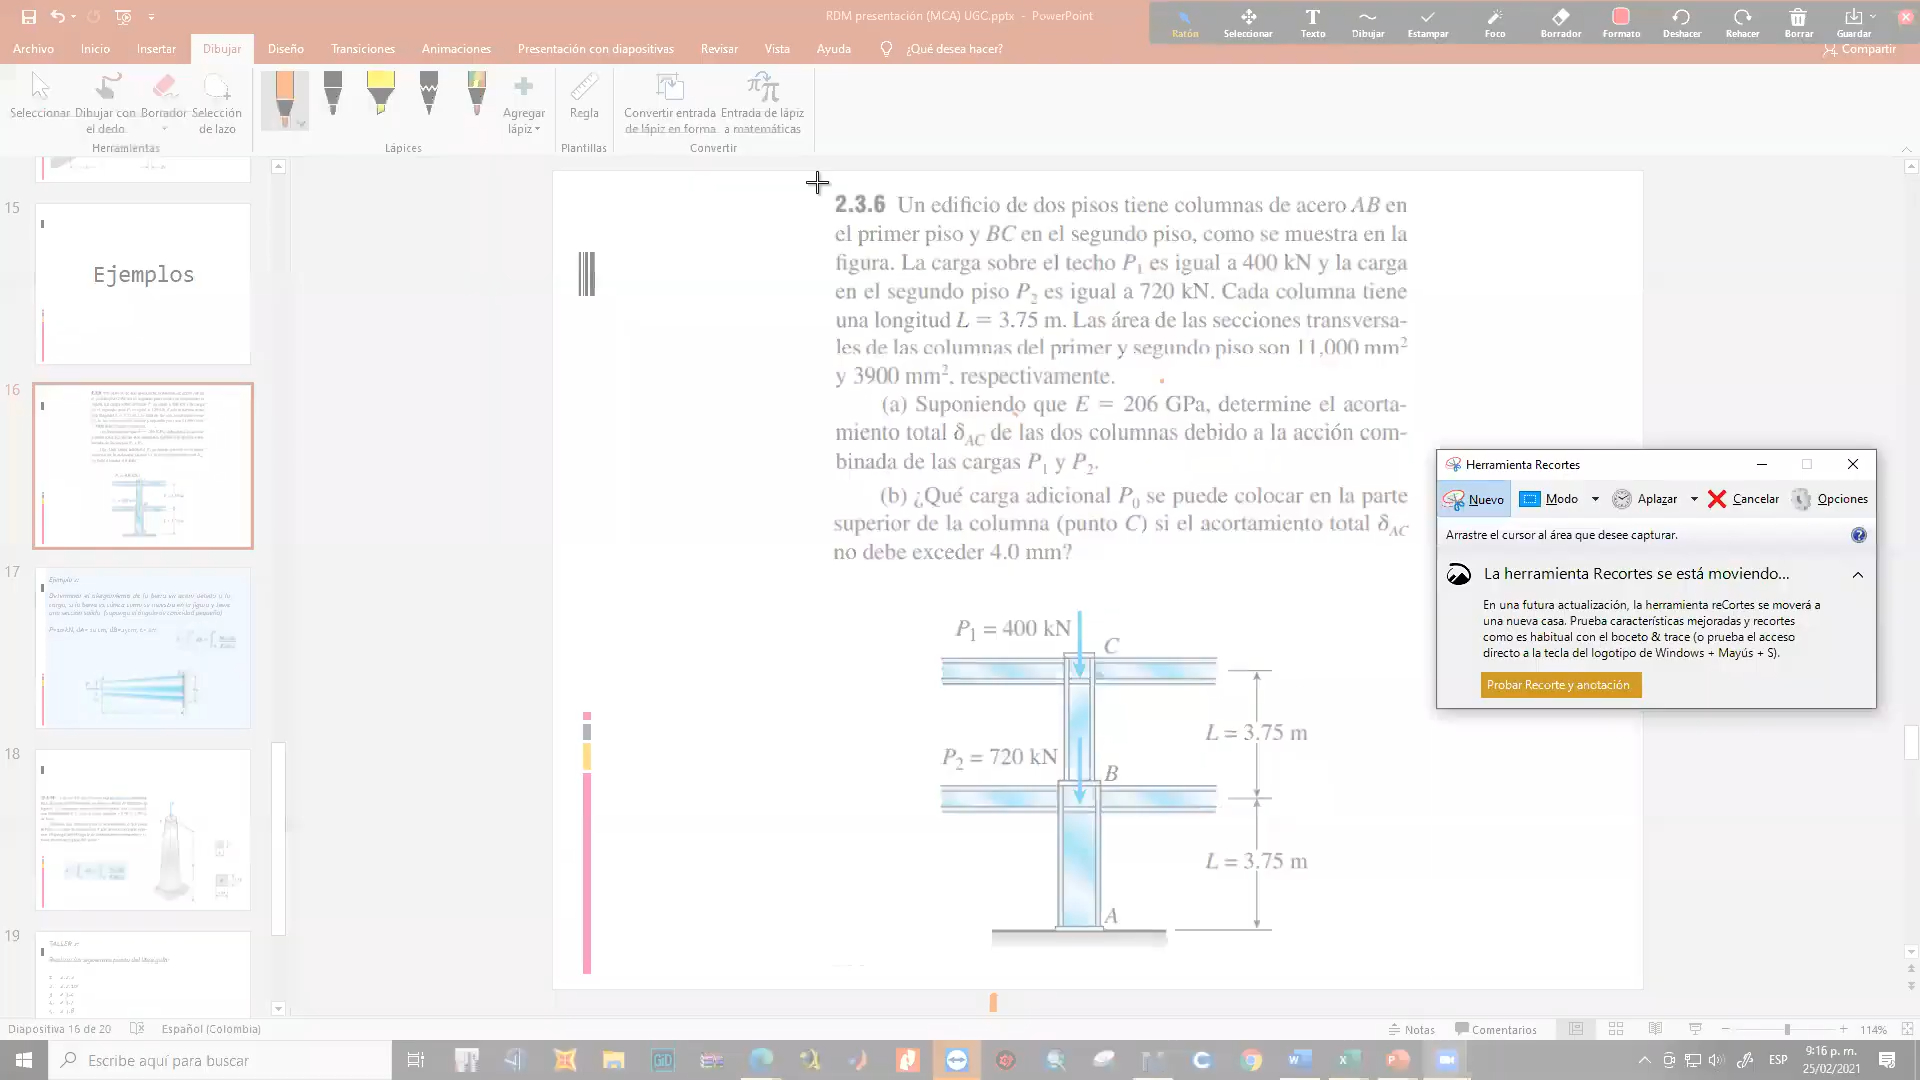 RDM presentación (MCA) UGC.pptx - PowerPoint
Ratón
Seleccionar
Texto
Dibujar
Estampar
Foco
Borrador
Formato
Deshacer
Rehacer
Borrar
Guardar
Archivo
Inicio
Insertar
Dibujar
Diseño
Transiciones
Animaciones
Presentación con diapositivas
Revisar
Vista
Ayuda
¿Qué desea hacer?
Compartir
Seleccionar
Dibujar con
el dedo
Borrador
Selección
de lazo
Agregar
lápiz
Regla
Convertir entrada
de lápiz en forma
Entrada de lápiz
a matemáticas
Herramientas
Lápices
Plantillas
Convertir
15
Ejemplos
16
17
18
19
2.3.6 Un edificio de dos pisos tiene columnas de acero AB en
el primer piso y BC en el segundo piso, como se muestra en la
figura. La carga sobre el techo P1 es igual a 400 kN y la carga
en el segundo piso P2 es igual a 720 kN. Cada columna tiene
una longitud L = 3.75 m. Las área de las secciones transversa-
les de las columnas del primer y segundo piso son 11,000 mm²
y 3900 mm², respectivamente.
(a) Suponiendo que E = 206 GPa, determine el acorta-
miento total δAC de las dos columnas debido a la acción com-
binada de las cargas P1 y P2.
(b) ¿Qué carga adicional P0 se puede colocar en la parte
superior de la columna (punto C) si el acortamiento total δAC
no debe exceder 4.0 mm?
P1 = 400 kN
C
L = 3.75 m
P2 = 720 kN
B
L = 3.75 m
A
Herramienta Recortes
Nuevo
Modo
Aplazar
Cancelar
Opciones
Arrastre el cursor al área que desee capturar.
La herramienta Recortes se está moviendo...
En una futura actualización, la herramienta reCortes se moverá a
una nueva casa. Prueba características mejoradas y recortes
como es habitual con el boceto & trace (o prueba el acceso
directo a la tecla del logotipo de Windows + Mayús + S).
Probar Recorte y anotación
Diapositiva 16 de 20
Español (Colombia)
Notas
Comentarios
114%
Escribe aquí para buscar
ESP
9:16 p. m.
25/02/2021